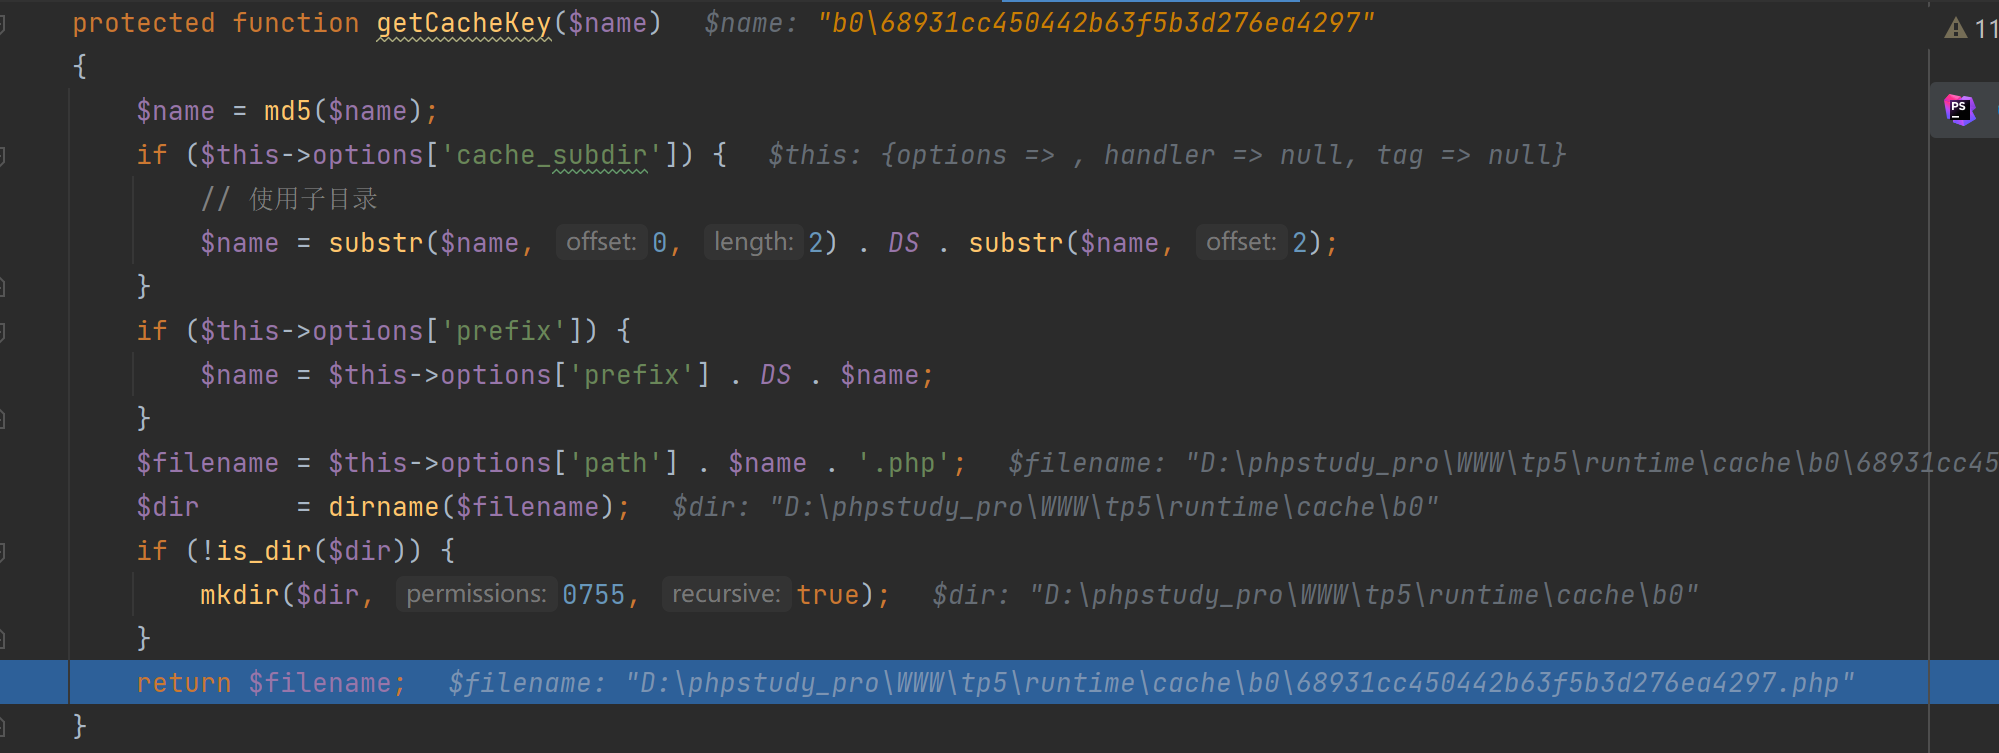 protected function getCacheKey($name)   $name: "b0\68931cc450442b63f5b3d276ea4297"
11
{
PS
    $name = md5($name);
    if ($this->options['cache_subdir']) {   $this: {options => , handler => null, tag => null}
        // 使用子目录
        $name = substr($name, offset: 0, length: 2) . DS . substr($name, offset: 2);
    }
    if ($this->options['prefix']) {
        $name = $this->options['prefix'] . DS . $name;
    }
    $filename = $this->options['path'] . $name . '.php';   $filename: "D:\phpstudy_pro\WWW\tp5\runtime\cache\b0\68931cc45
    $dir      = dirname($filename);   $dir: "D:\phpstudy_pro\WWW\tp5\runtime\cache\b0"
    if (!is_dir($dir)) {
        mkdir($dir, permissions: 0755, recursive: true);   $dir: "D:\phpstudy_pro\WWW\tp5\runtime\cache\b0"
    }
    return $filename;   $filename: "D:\phpstudy_pro\WWW\tp5\runtime\cache\b0\68931cc450442b63f5b3d276ea4297.php"
}